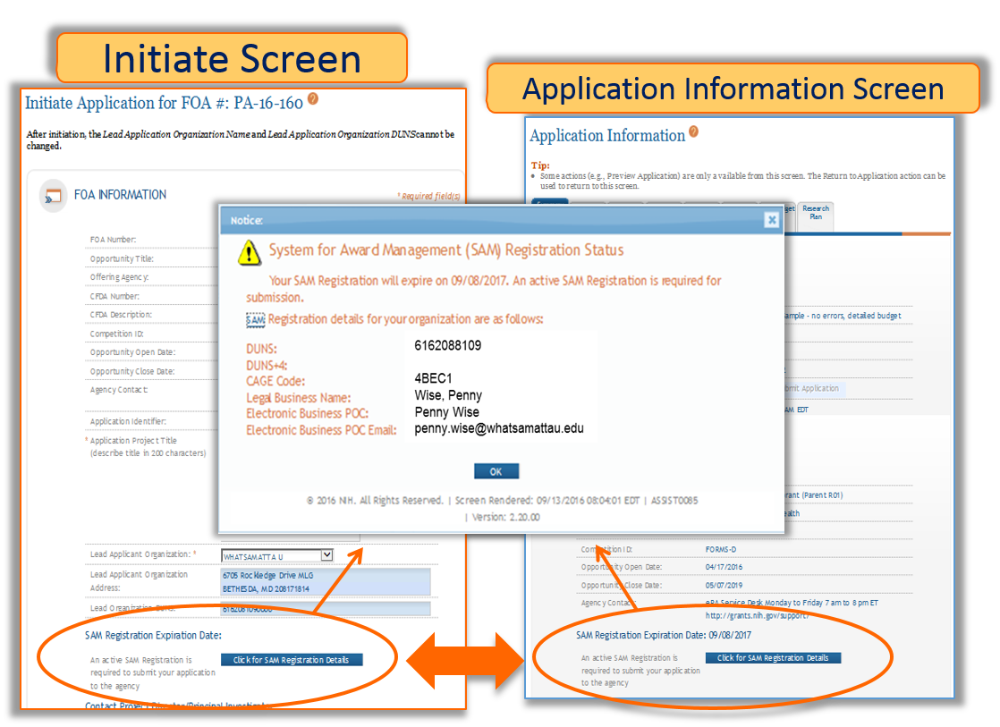 Initiate Screen
Application Information Screen
Initiate Application for FOA #: PA-16-160 ?
After initiation, the Lead Application Organization Name and Lead Application Organization DUNScannot be
changed.
FOA INFORMATION
* Required field(s)
FOA Number:
Opportunity Title:
Offering Agency:
CFDA Number:
CFDA Description:
Competition ID:
Opportunity Open Date:
Opportunity Close Date:
Agency Contact:
Application Identifier:
* Application Project Title
(describe title in 200 characters)
Lead Applicant Organization: *
WHATSAMATTA U
Lead Applicant Organization
Address:
6705 Rockledge Drive MLG
BETHESDA, MD 208171814
Lead Organization
SAM Registration Expiration Date:
An active SAM Registration is
required to submit your application
to the agency
Click for SAM Registration Details
Contact Project Director/Principal
Application Information ?
Tip:
• Some actions (e.g., Preview Application) are only available from this screen. The Return to Application action can be
used to return to this screen.
get
Research
Plan
ample - no errors, detailed budget
bmit Application
AM EDT
rant (Parent R01)
ealth
Competition ID: FORMS-D
Opportunity Open Date: 04/17/2016
Opportunity Close Date: 05/07/2019
Agency Contact: eRA Service Desk Monday to Friday 7 am to 8 pm ET
http://grants.nih.gov/support/
SAM Registration Expiration Date: 09/08/2017
An active SAM Registration is
required to submit your application
to the agency
Click for SAM Registration Details
Notice:
System for Award Management (SAM) Registration Status
Your SAM Registration will expire on 09/08/2017. An active SAM Registration is required for
submission.
SAM Registration details for your organization are as follows:
DUNS: 6162088109
DUNS+4:
CAGE Code: 4BEC1
Legal Business Name: Wise, Penny
Electronic Business POC: Penny Wise
Electronic Business POC Email: penny.wise@whatsamattau.edu
OK
© 2016 NIH. All Rights Reserved. | Screen Rendered: 09/13/2016 08:04:01 EDT | ASSIST0085
| Version: 2.20.00